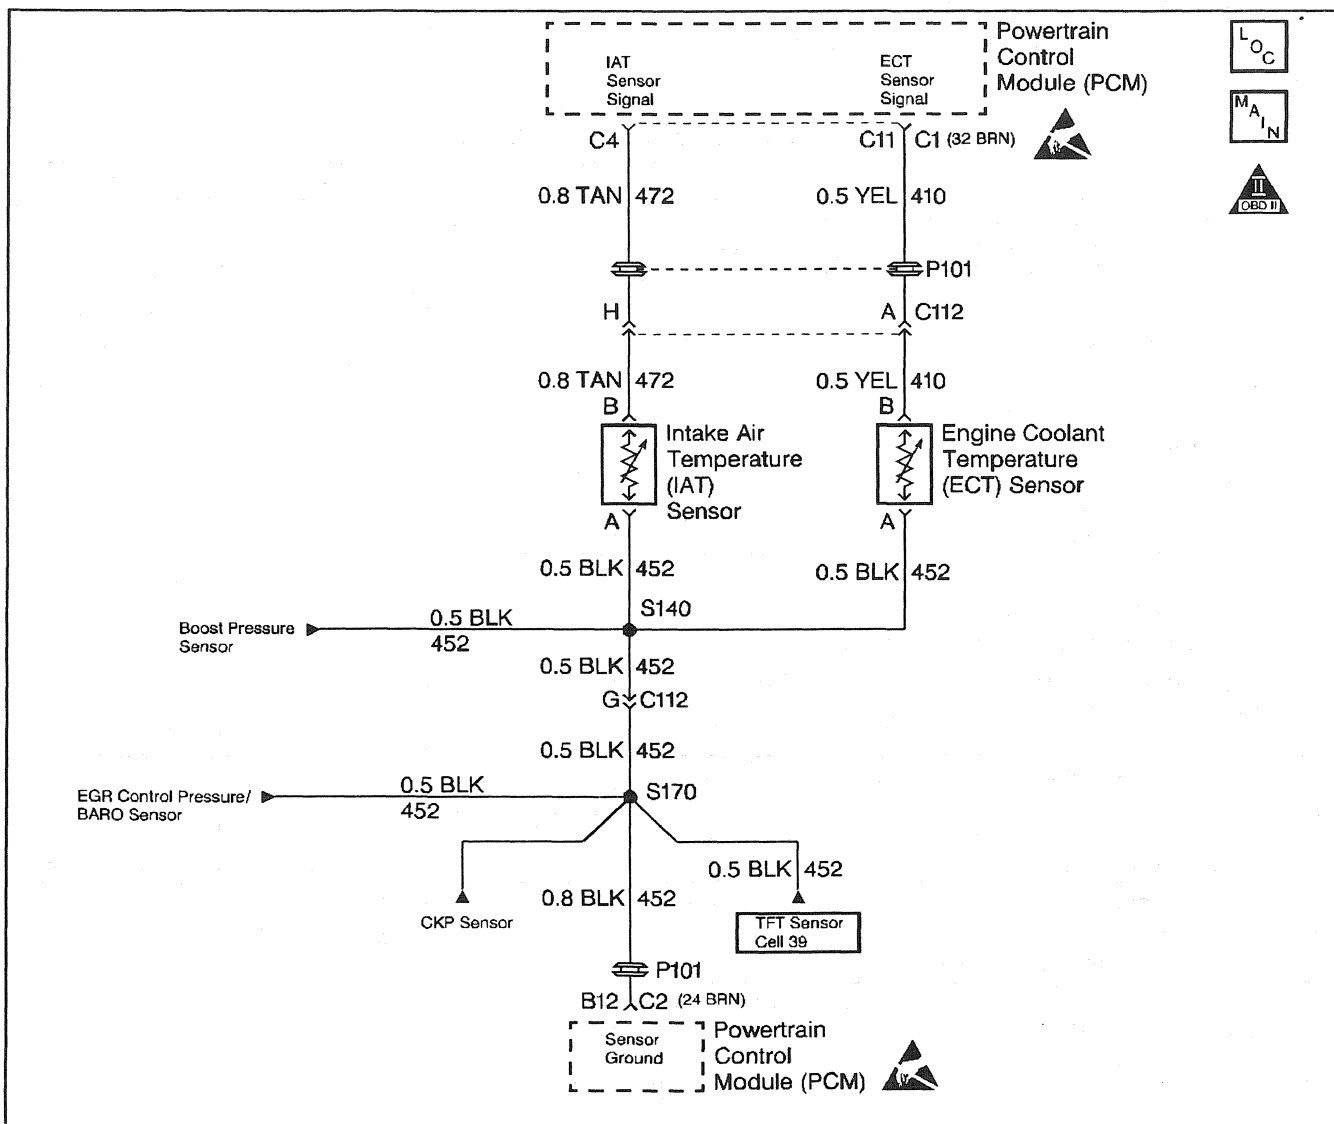 Powertrain
Control
Module (PCM)
IAT
Sensor
Signal
ECT
Sensor
Signal
LOC
MAIN
II
OBD II
C4
C11 C1 (32 BRN)
0.8 TAN 472
0.5 YEL 410
P101
H
A C112
0.8 TAN 472
0.5 YEL 410
B
B
Intake Air
Temperature
(IAT)
Sensor
Engine Coolant
Temperature
(ECT) Sensor
A
A
0.5 BLK 452
0.5 BLK 452
S140
Boost Pressure
Sensor
0.5 BLK
452
0.5 BLK 452
G C112
0.5 BLK 452
EGR Control Pressure/
BARO Sensor
0.5 BLK
452
S170
0.5 BLK 452
0.8 BLK 452
CKP Sensor
TFT Sensor
Cell 39
P101
B12 C2 (24 BRN)
Sensor
Ground
Powertrain
Control
Module (PCM)